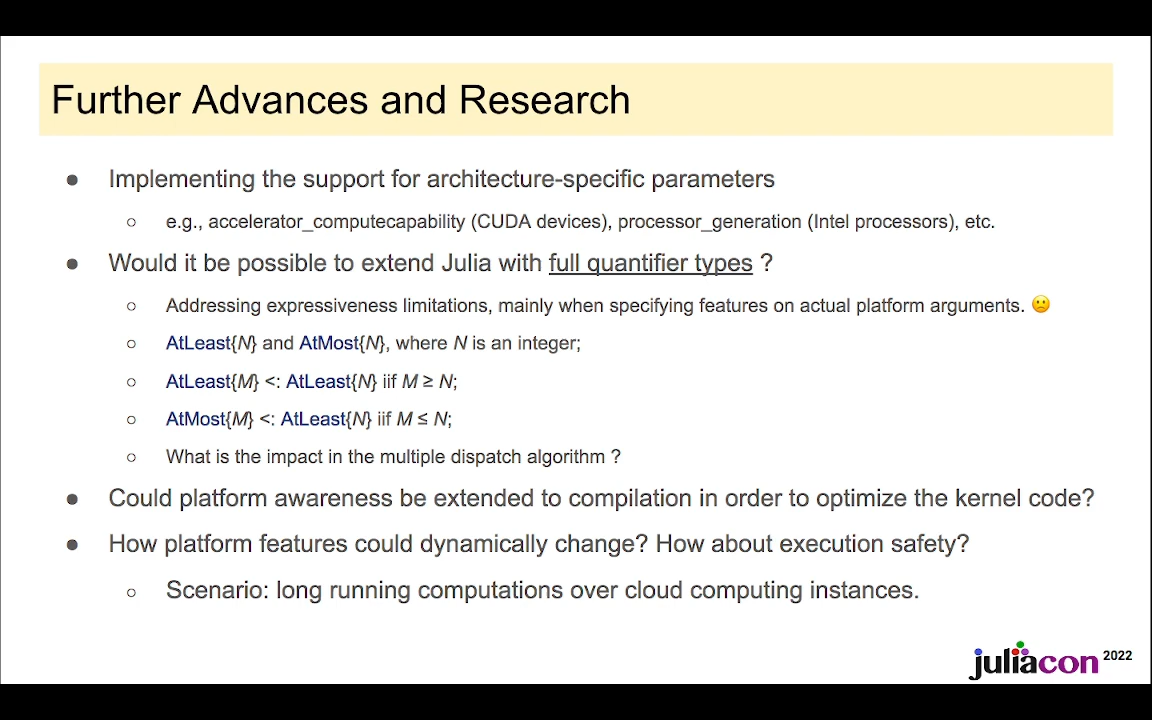 Further Advances and Research
● Implementing the support for architecture-specific parameters
○ e.g., accelerator_computecapability (CUDA devices), processor_generation (Intel processors), etc.
● Would it be possible to extend Julia with full quantifier types ?
○ Addressing expressiveness limitations, mainly when specifying features on actual platform arguments. 🙁
○ AtLeast{N} and AtMost{N}, where N is an integer;
○ AtLeast{M} <: AtLeast{N} iif M ≥ N;
○ AtMost{M} <: AtLeast{N} iif M ≤ N;
○ What is the impact in the multiple dispatch algorithm ?
● Could platform awareness be extended to compilation in order to optimize the kernel code?
● How platform features could dynamically change? How about execution safety?
○ Scenario: long running computations over cloud computing instances.
juliacon 2022